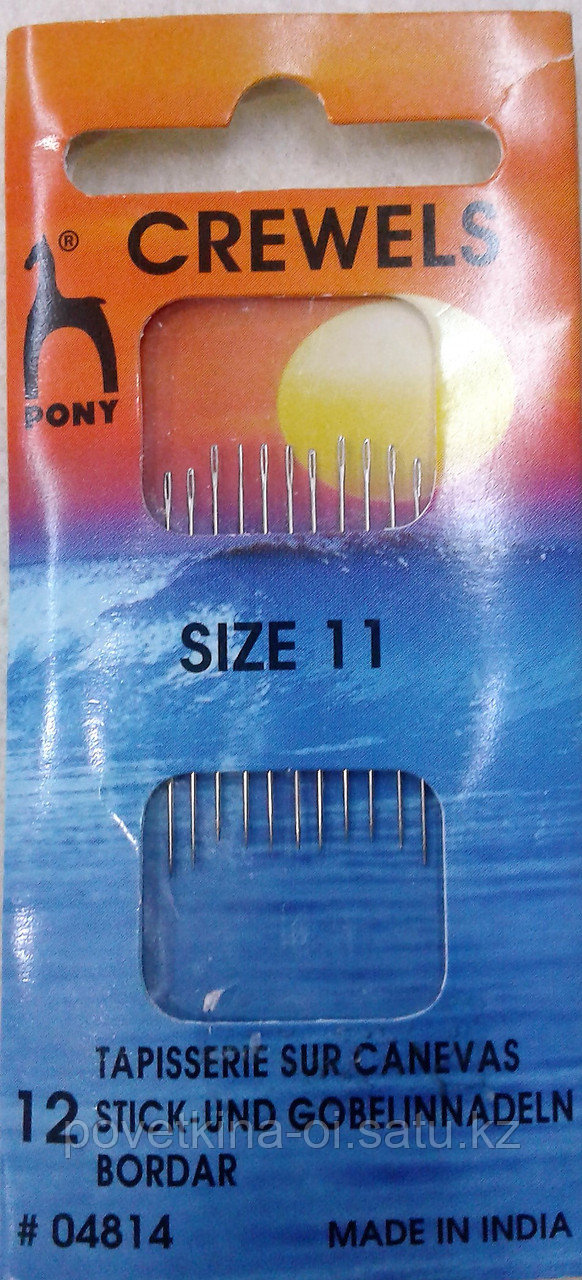 CREWELS
®
PONY
SIZE 11
TAPISSERIE SUR CANEVAS
12 STICK-UND GOBELINNADELN
povetkina-oi.satu.kz
BORDAR
# 04814 MADE IN INDIA